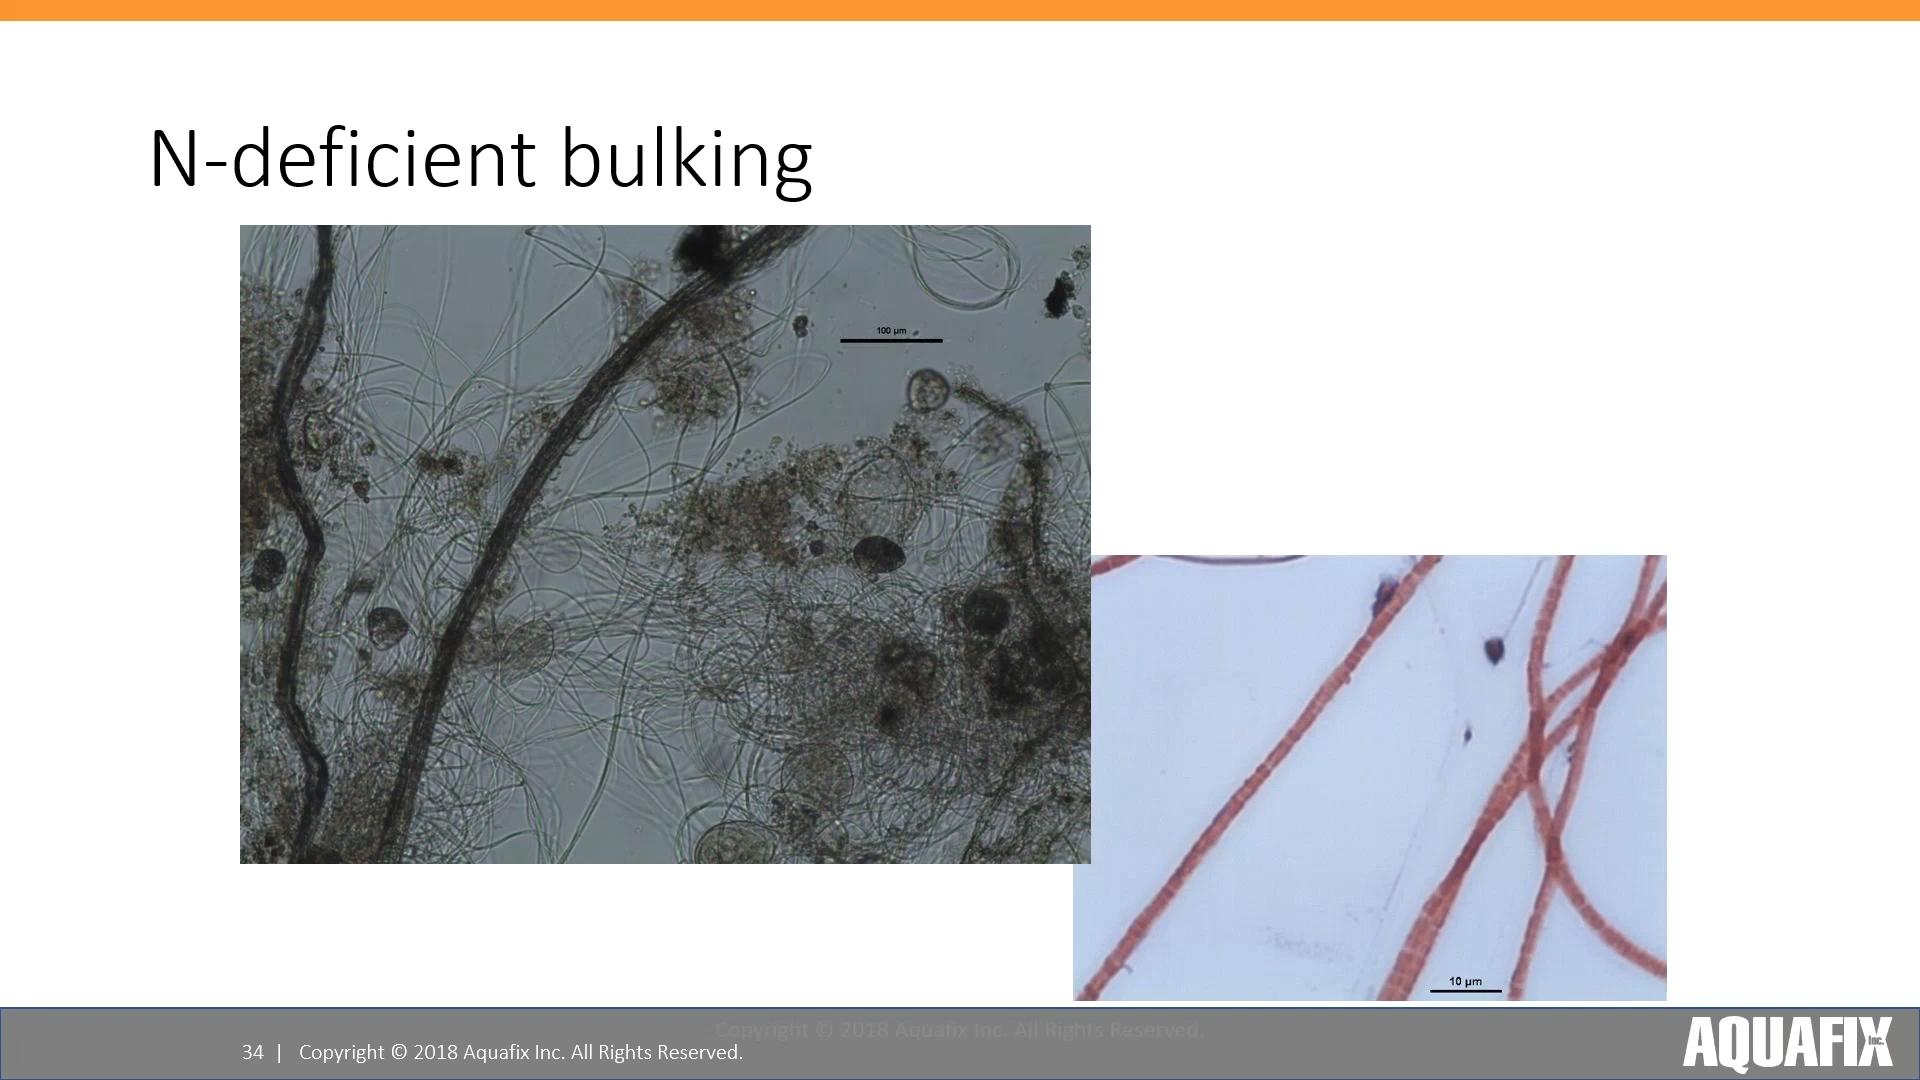 N-deficient bulking
100 µm
10 µm
Copyright © 2018 Aquafix Inc. All Rights Reserved.
34 | Copyright © 2018 Aquafix Inc. All Rights Reserved.
AQUAFIX Inc.